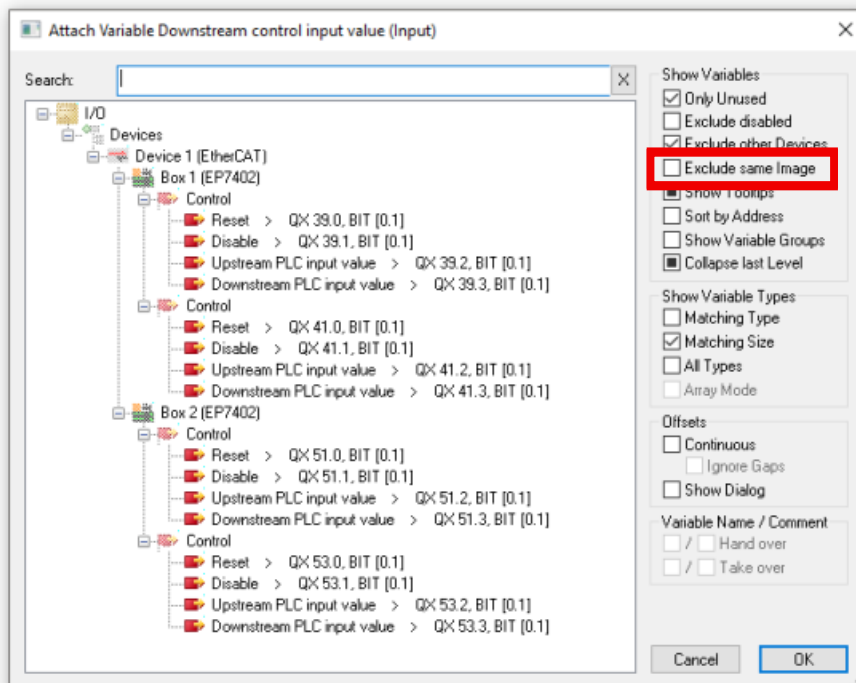 Attach Variable Downstream control input value (Input)
Search:
I/O
Devices
Device 1 (EtherCAT)
Box 1 (EP7402)
Control
Reset > QX 39.0, BIT [0.1]
Disable > QX 39.1, BIT [0.1]
Upstream PLC input value > QX 39.2, BIT [0.1]
Downstream PLC input value > QX 39.3, BIT [0.1]
Control
Reset > QX 41.0, BIT [0.1]
Disable > QX 41.1, BIT [0.1]
Upstream PLC input value > QX 41.2, BIT [0.1]
Downstream PLC input value > QX 41.3, BIT [0.1]
Box 2 (EP7402)
Control
Reset > QX 51.0, BIT [0.1]
Disable > QX 51.1, BIT [0.1]
Upstream PLC input value > QX 51.2, BIT [0.1]
Downstream PLC input value > QX 51.3, BIT [0.1]
Control
Reset > QX 53.0, BIT [0.1]
Disable > QX 53.1, BIT [0.1]
Upstream PLC input value > QX 53.2, BIT [0.1]
Downstream PLC input value > QX 53.3, BIT [0.1]
Show Variables
Only Unused
Exclude disabled
Exclude other Devices
Exclude same Image
Show Tooltips
Sort by Address
Show Variable Groups
Collapse last Level
Show Variable Types
Matching Type
Matching Size
All Types
Array Mode
Offsets
Continuous
Ignore Gaps
Show Dialog
Variable Name / Comment
/ Hand over
/ Take over
Cancel OK